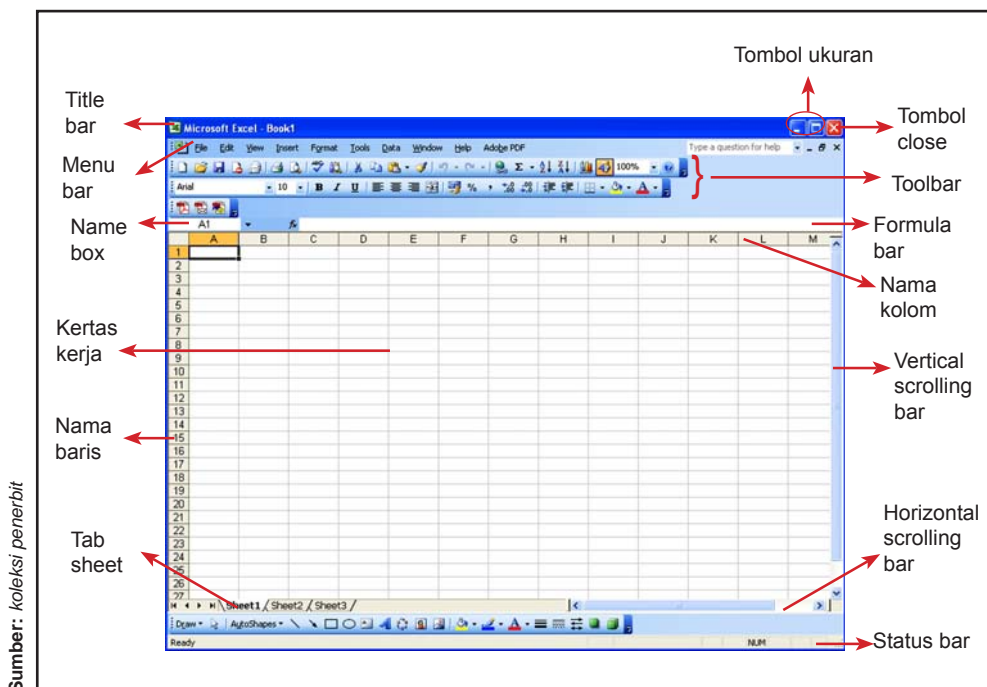 Tombol ukuran
Title
bar
Microsoft Excel - Book1
Tombol
close
Menu
bar
File Edit View Insert Format Tools Data Window Help Adobe PDF
Type a question for help
100%
Toolbar
Arial 10 B I U
Name
box
A1
fx
Formula
bar
A B C D E F G H I J K L M
Nama
kolom
1
2
3
4
5
6
7
Kertas
kerja
8
9
10
Vertical
scrolling
bar
11
12
13
14
Nama
baris
15
16
17
18
19
20
21
22
23
24
25
26
27
Horizontal
scrolling
bar
Tab
sheet
Sheet1 / Sheet2 / Sheet3 /
Draw AutoShapes
Ready NUM
Status bar
Sumber: koleksi penerbit